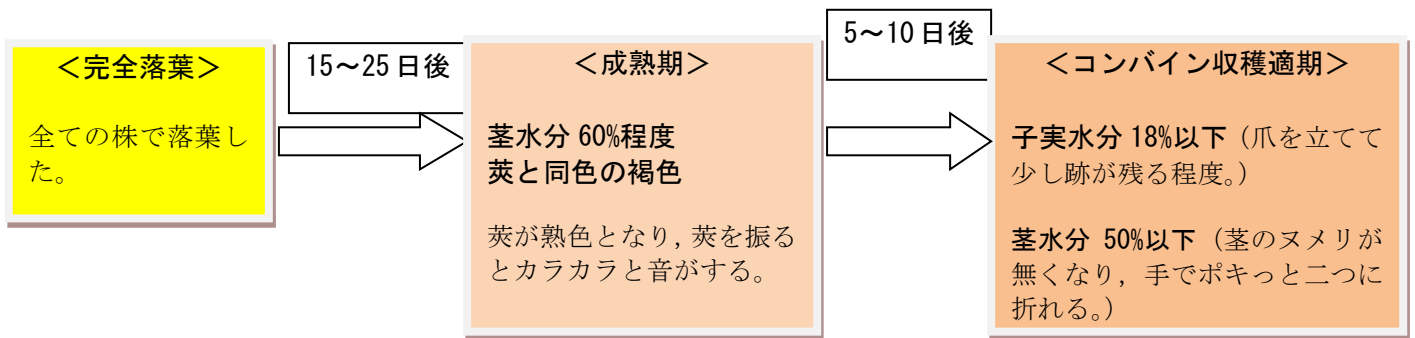 ＜完全落葉＞
全ての株で落葉し
た。
15～25日後
＜成熟期＞
茎水分60%程度
莢と同色の褐色
莢が熟色となり，莢を振る
とカラカラと音がする。
5～10日後
＜コンバイン収穫適期＞
子実水分18%以下（爪を立てて
少し跡が残る程度。）
茎水分 50%以下（茎のヌメリが
無くなり，手でポキっと二つに
折れる。）